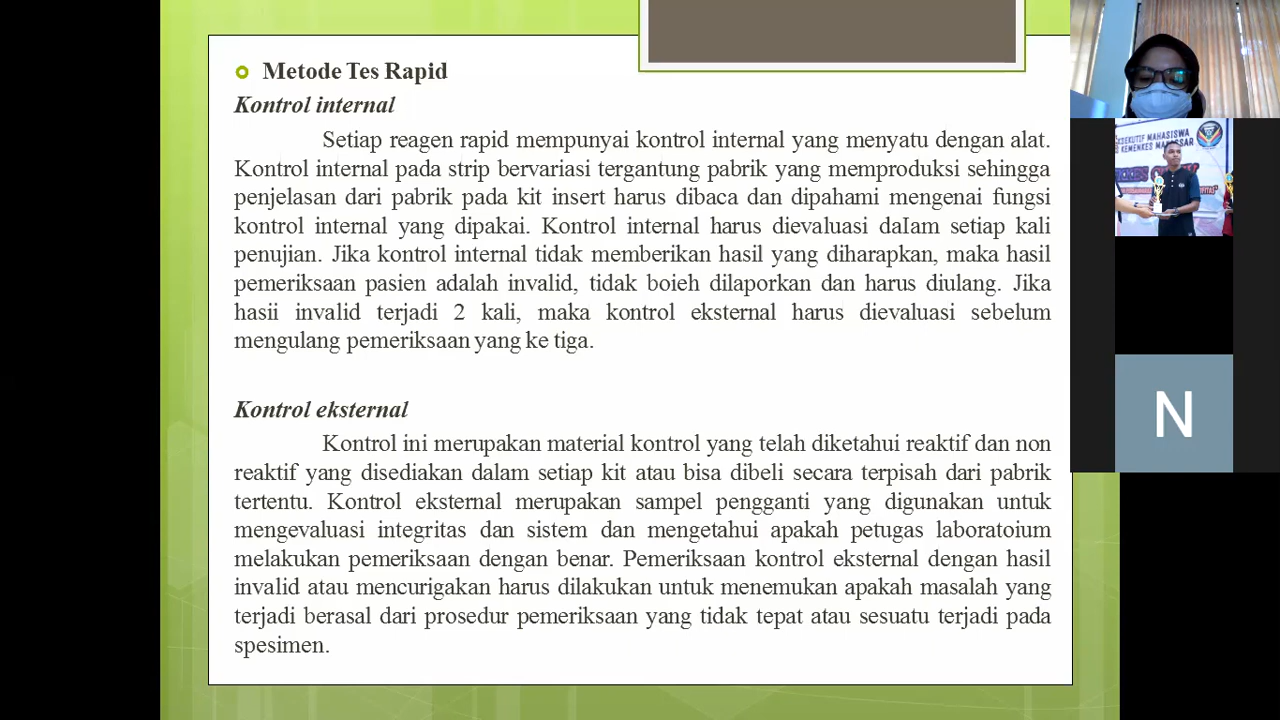 Metode Tes Rapid
Kontrol internal
Setiap reagen rapid mempunyai kontrol internal yang menyatu dengan alat.
Kontrol internal pada strip bervariasi tergantung pabrik yang memproduksi sehingga
penjelasan dari pabrik pada kit insert harus dibaca dan dipahami mengenai fungsi
kontrol internal yang dipakai. Kontrol internal harus dievaluasi daIam setiap kali
penujian. Jika kontrol internal tidak memberikan hasil yang diharapkan, maka hasil
pemeriksaan pasien adalah invalid, tidak boieh dilaporkan dan harus diulang. Jika
hasii invalid terjadi 2 kali, maka kontrol eksternal harus dievaluasi sebelum
mengulang pemeriksaan yang ke tiga.
Kontrol eksternal
Kontrol ini merupakan material kontrol yang telah diketahui reaktif dan non
reaktif yang disediakan dalam setiap kit atau bisa dibeli secara terpisah dari pabrik
tertentu. Kontrol eksternal merupakan sampel pengganti yang digunakan untuk
mengevaluasi integritas dan sistem dan mengetahui apakah petugas laboratoium
melakukan pemeriksaan dengan benar. Pemeriksaan kontrol eksternal dengan hasil
invalid atau mencurigakan harus dilakukan untuk menemukan apakah masalah yang
terjadi berasal dari prosedur pemeriksaan yang tidak tepat atau sesuatu terjadi pada
spesimen.
MAHASISWA
KEMENKES
N